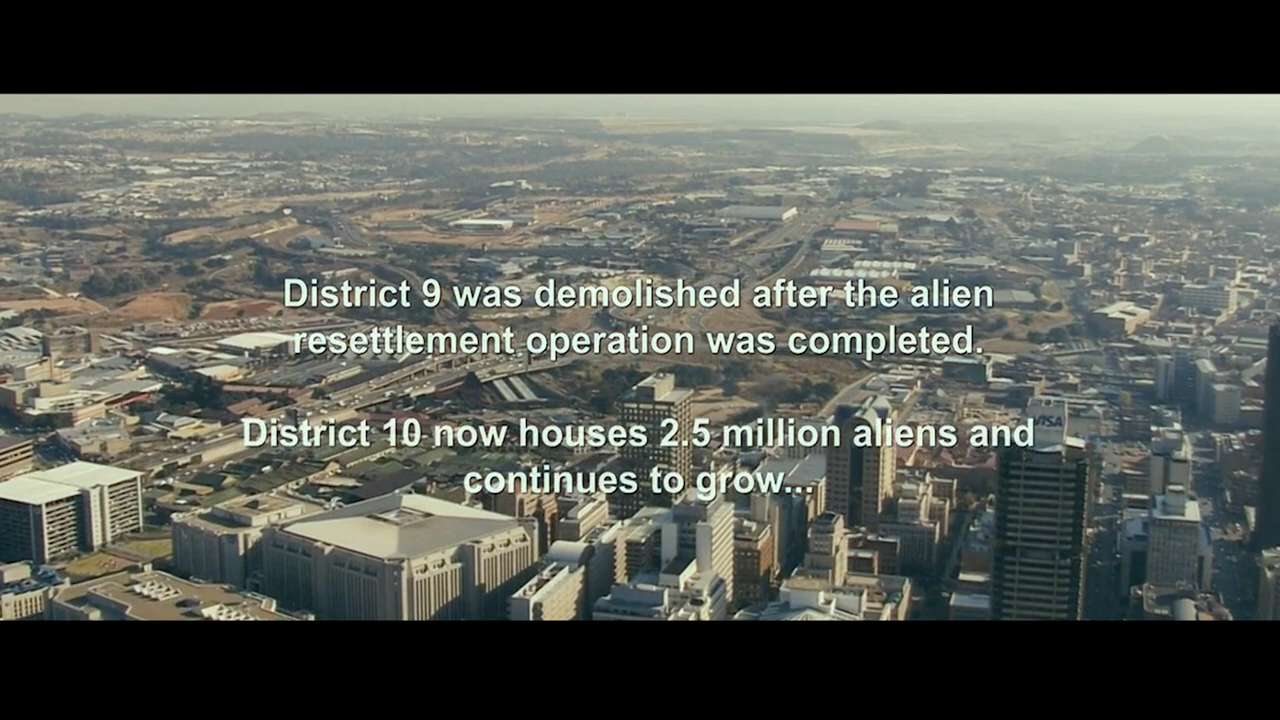 District 9 was demolished after the alien
resettlement operation was completed.
District 10 now houses 2.5 million aliens and
continues to grow...
VISA